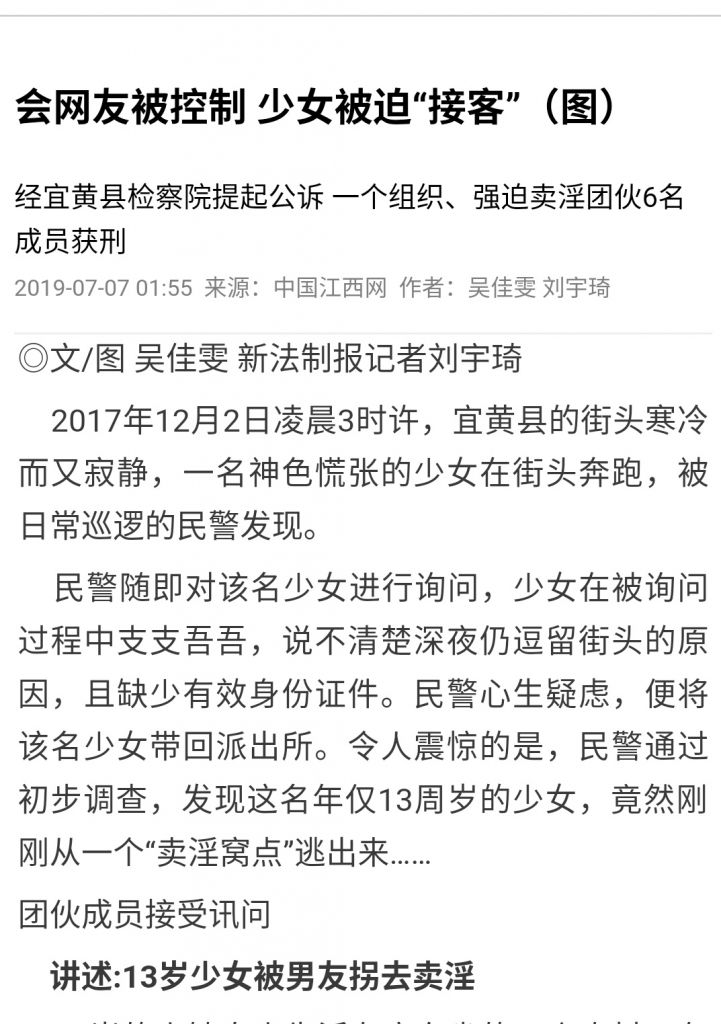 会网友被控制 少女被迫“接客”（图）
经宜黄县检察院提起公诉 一个组织、强迫卖淫团伙6名
成员获刑
2019-07-07 01:55 来源：中国江西网 作者：吴佳雯 刘宇琦
◎文/图 吴佳雯 新法制报记者刘宇琦
2017年12月2日凌晨3时许，宜黄县的街头寒冷
而又寂静，一名神色慌张的少女在街头奔跑，被
日常巡逻的民警发现。
民警随即对该名少女进行询问，少女在被询问
过程中支支吾吾，说不清楚深夜仍逗留街头的原
因，且缺少有效身份证件。民警心生疑虑，便将
该名少女带回派出所。令人震惊的是，民警通过
初步调查，发现这名年仅13周岁的少女，竟然刚
刚从一个“卖淫窝点”逃出来……
团伙成员接受讯问
讲述:13岁少女被男友拐去卖淫